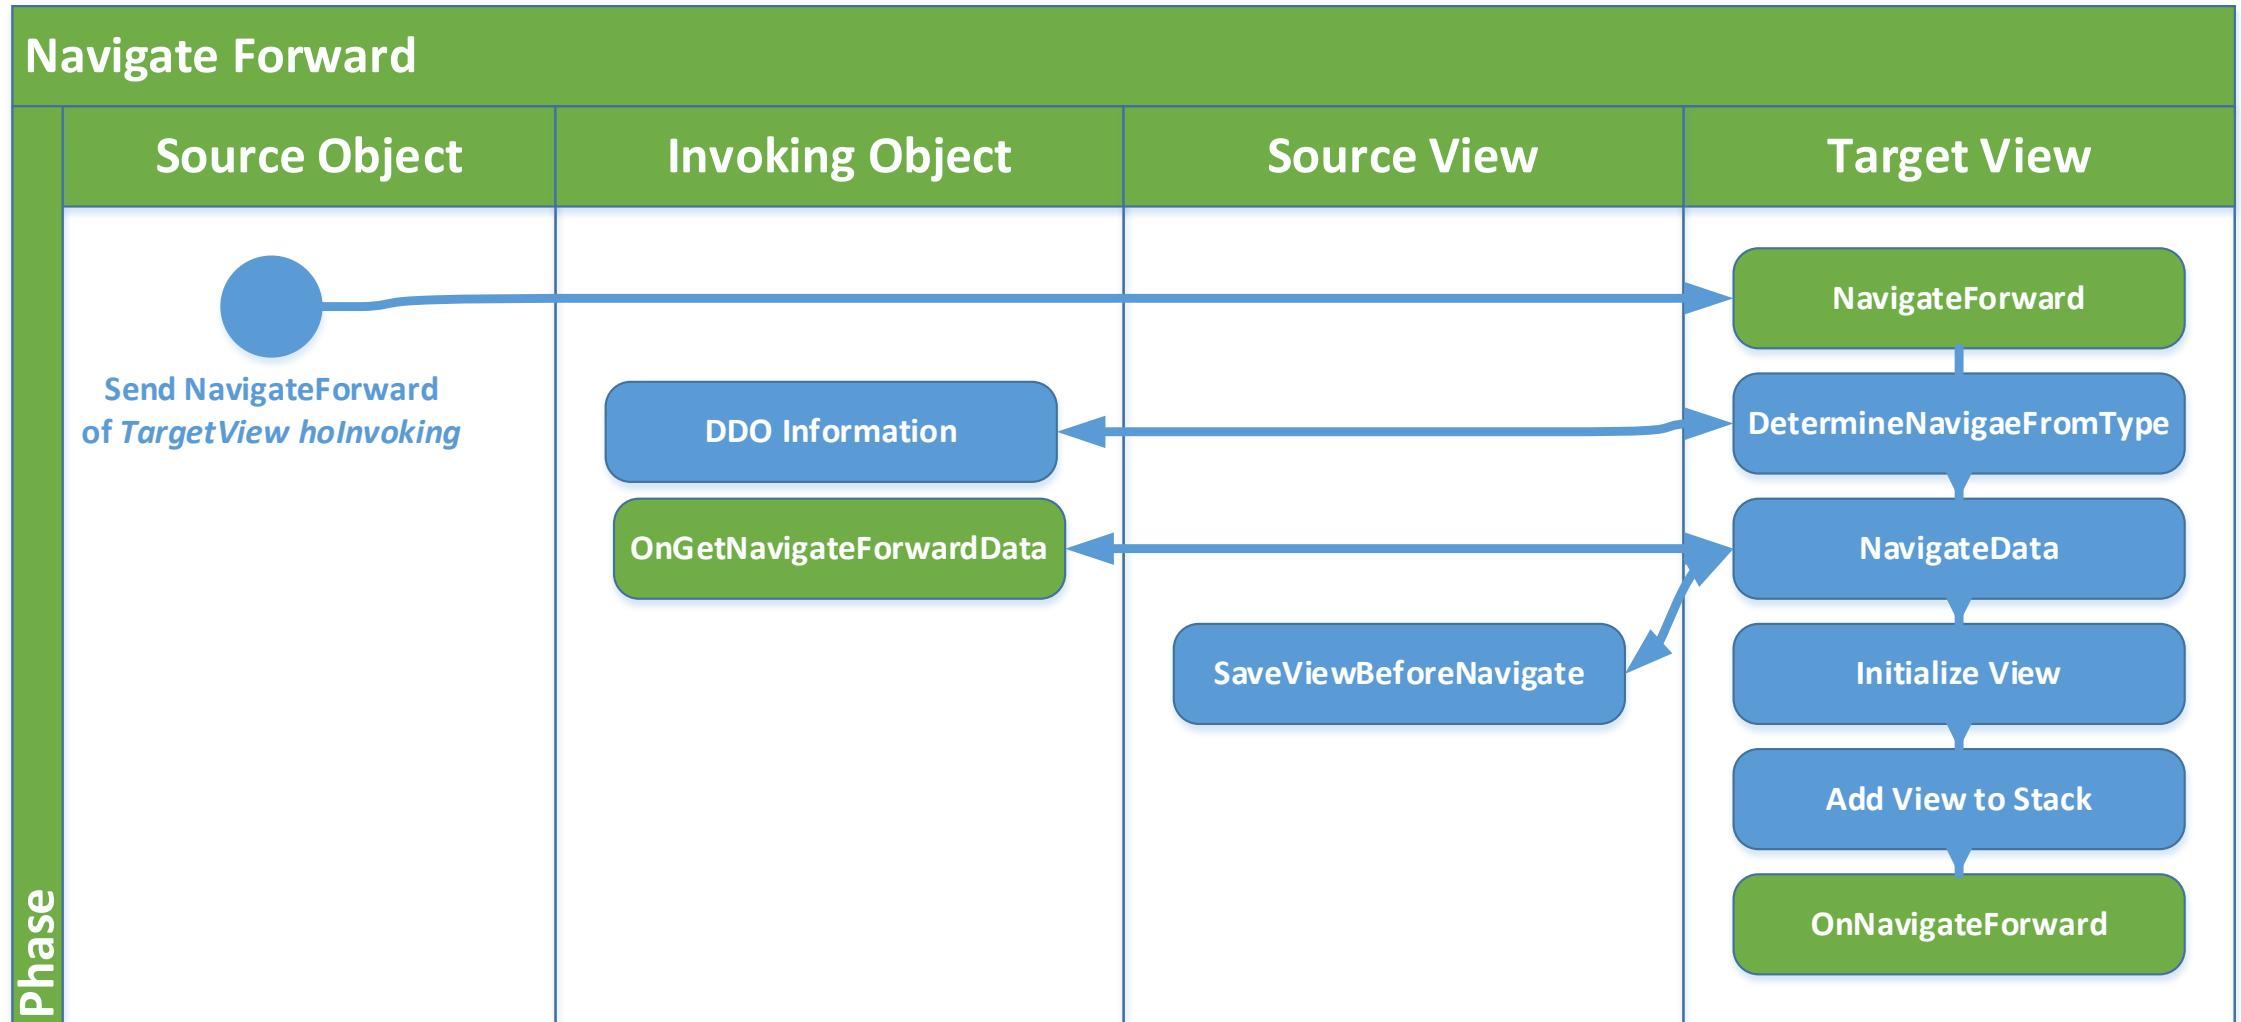 Navigate Forward
Source Object
Invoking Object
Source View
Target View
Phase
Send NavigateForward
of TargetView hoInvoking
NavigateForward
DDO Information
DetermineNavigaeFromType
OnGetNavigateForwardData
NavigateData
SaveViewBeforeNavigate
Initialize View
Add View to Stack
OnNavigateForward